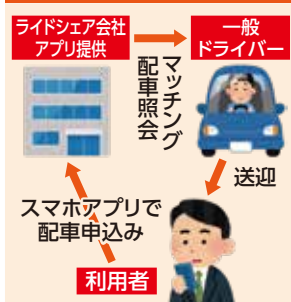 ライドシェア会社
アプリ提供
一般
ドライバー
マッチング
配車照会
送迎
スマホアプリで
配車申込み
利用者